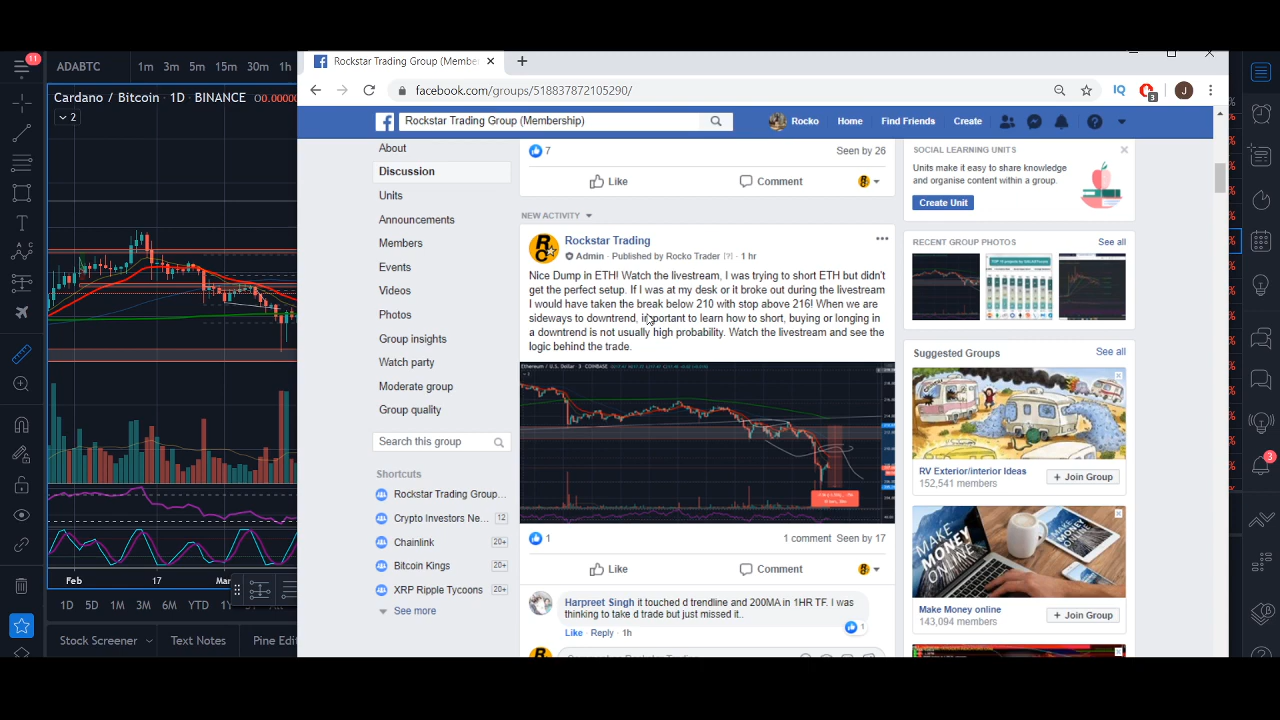 11
ADABTC
1m 3m 5m 15m 30m 1h
Cardano / Bitcoin · 1D · BINANCE O0.0000
2
Feb 17 Mar
1D 5D 1M 3M 6M YTD 1Y
Stock Screener Text Notes Pine Edit
Rockstar Trading Group (Membe
facebook.com/groups/518837872105290/
IQ
3
J
Rockstar Trading Group (Membership)
Rocko Home Find Friends Create
About
Discussion
Units
Announcements
Members
Events
Videos
Photos
Group insights
Watch party
Moderate group
Group quality
Search this group
Shortcuts
Rockstar Trading Group...
Crypto Investors Ne... 12
Chainlink 20+
Bitcoin Kings 20+
XRP Ripple Tycoons 20+
See more
7 Seen by 26
Like Comment
NEW ACTIVITY
Rockstar Trading
Admin · Published by Rocko Trader [?] · 1 hr
Nice Dump in ETH! Watch the livestream, I was trying to short ETH but didn't
get the perfect setup. If I was at my desk or it broke out during the livestream
I would have taken the break below 210 with stop above 216! When we are
sideways to downtrend, important to learn how to short, buying or longing in
a downtrend is not usually high probability. Watch the livestream and see the
logic behind the trade.
1 1 comment Seen by 17
Like Comment
Harpreet Singh it touched d trendline and 200MA in 1HR TF. I was
thinking to take d trade but just missed it..
1
Like · Reply · 1h
SOCIAL LEARNING UNITS
Units make it easy to share knowledge
and organise content within a group.
Create Unit
RECENT GROUP PHOTOS See all
Suggested Groups See all
RV Exterior/interior Ideas
152,541 members
+ Join Group
MAKE MONEY ONLINE
Make Money online
143,094 members
+ Join Group
3